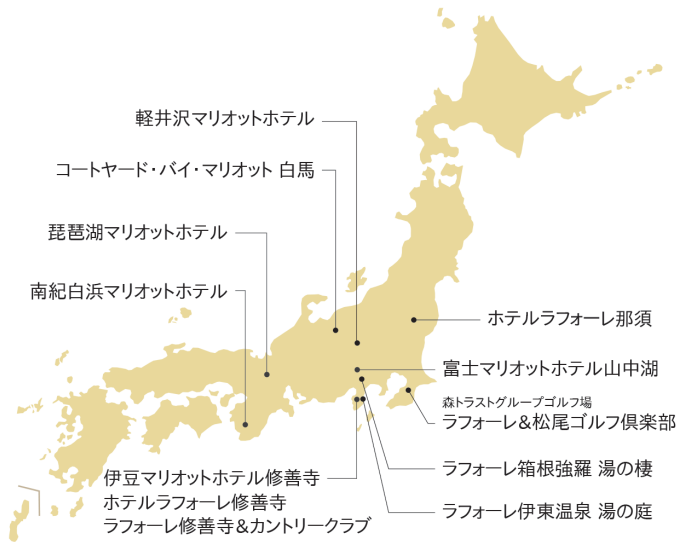 軽井沢マリオットホテル
コートヤード・バイ・マリオット 白馬
琵琶湖マリオットホテル
南紀白浜マリオットホテル
ホテルラフォーレ那須
富士マリオットホテル山中湖
森トラストグループゴルフ場
ラフォーレ&松尾ゴルフ倶楽部
ラフォーレ箱根強羅 湯の棲
ラフォーレ伊東温泉 湯の庭
伊豆マリオットホテル修善寺
ホテルラフォーレ修善寺
ラフォーレ修善寺&カントリークラブ